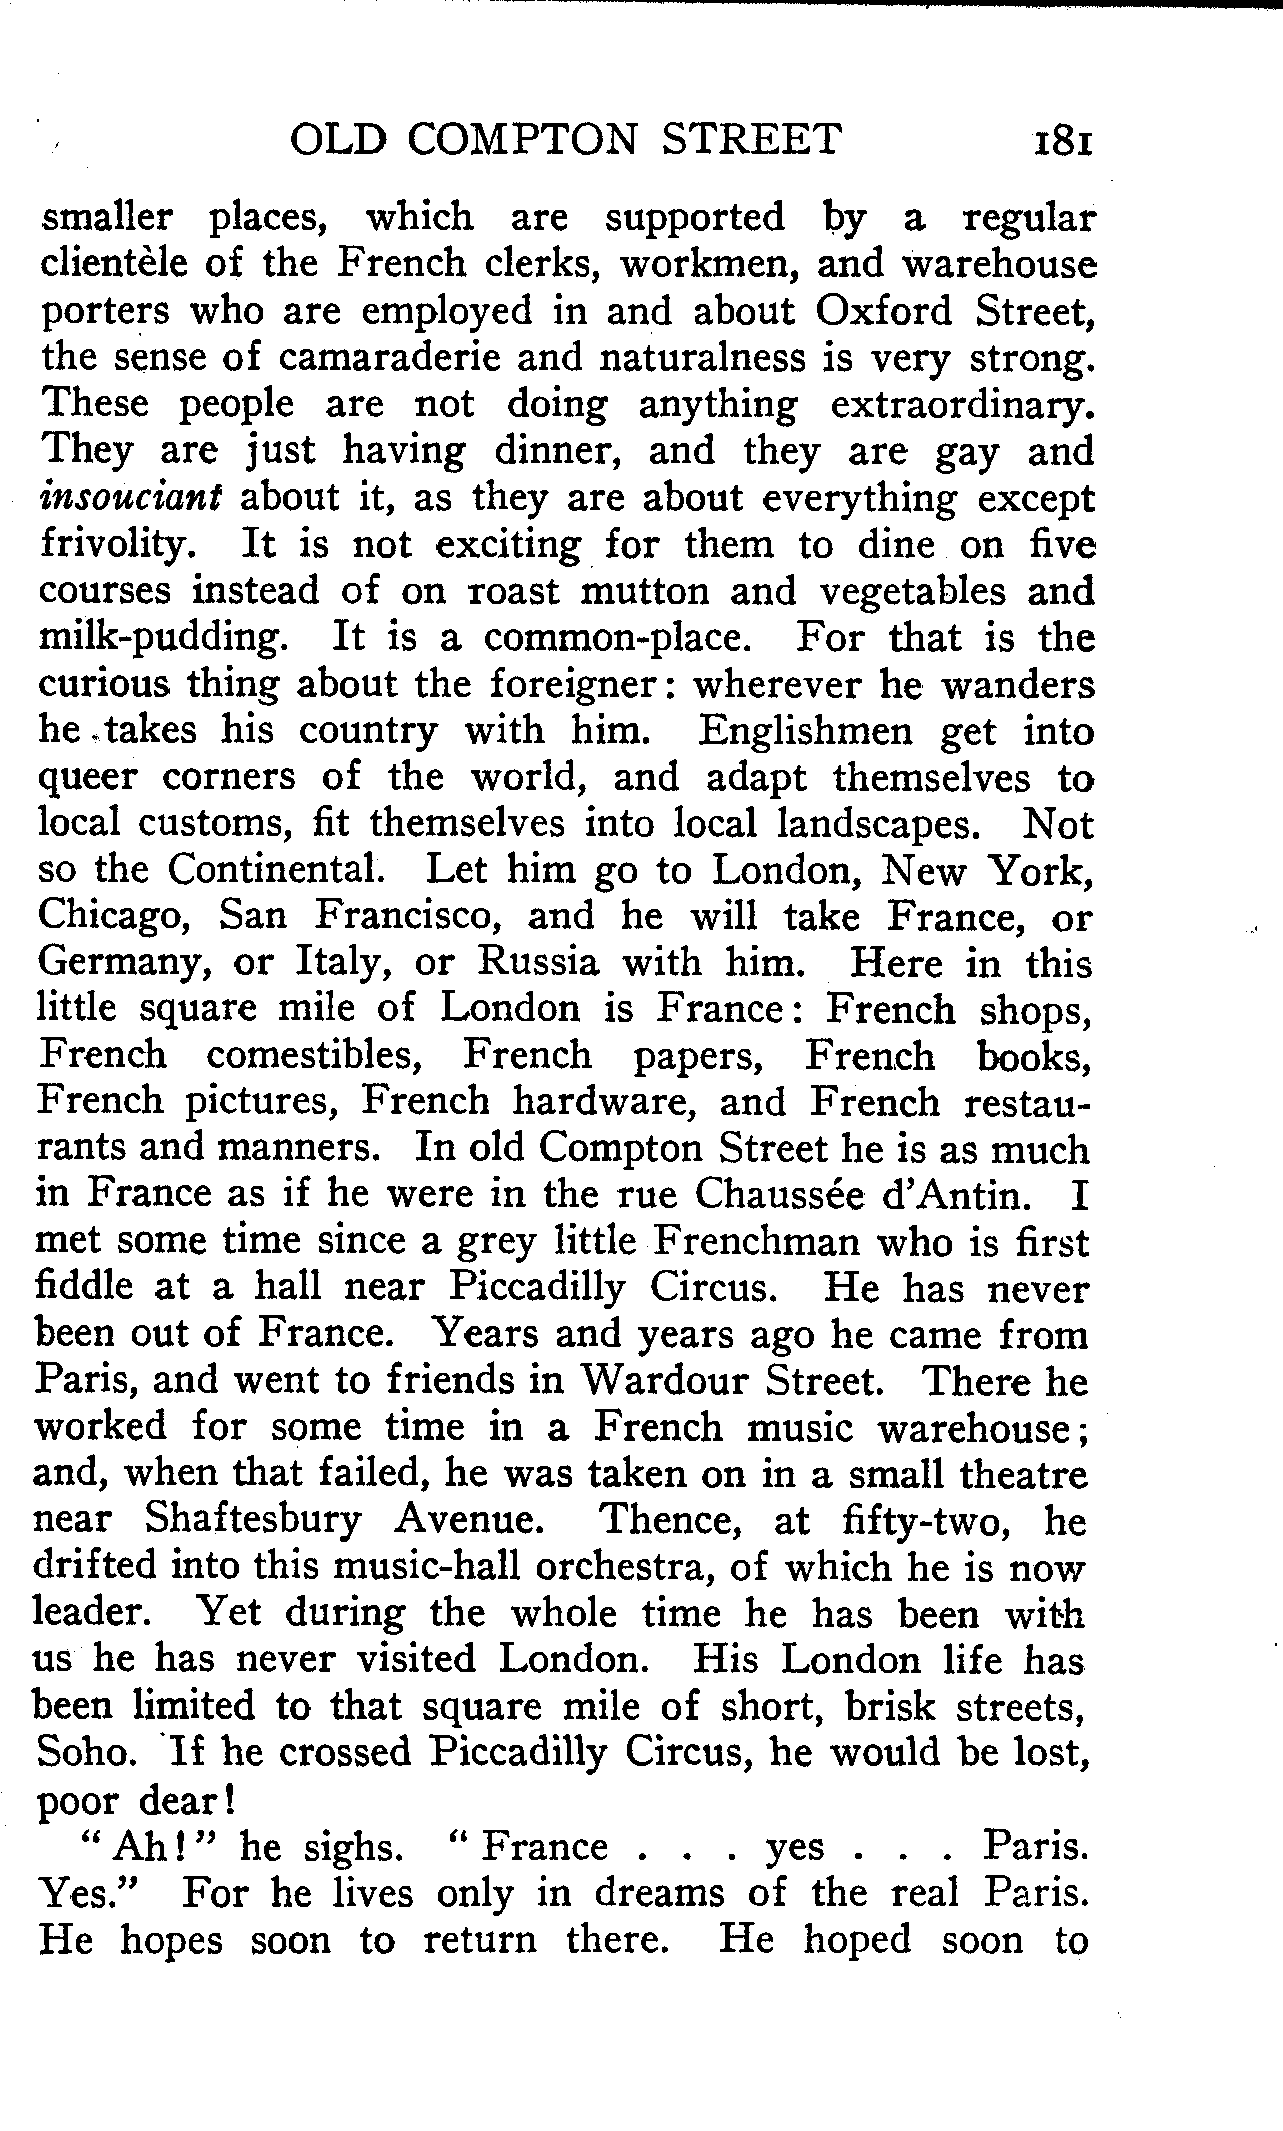 OLD COMPTON STREET 181
smaller places, which are supported by a regular
clientèle of the French clerks, workmen, and warehouse
porters who are employed in and about Oxford Street,
the sense of camaraderie and naturalness is very strong.
These people are not doing anything extraordinary.
They are just having dinner, and they are gay and
insouciant about it, as they are about everything except
frivolity. It is not exciting for them to dine on five
courses instead of on roast mutton and vegetables and
milk-pudding. It is a common-place. For that is the
curious thing about the foreigner: wherever he wanders
he takes his country with him. Englishmen get into
queer corners of the world, and adapt themselves to
local customs, fit themselves into local landscapes. Not
so the Continental. Let him go to London, New York,
Chicago, San Francisco, and he will take France, or
Germany, or Italy, or Russia with him. Here in this
little square mile of London is France: French shops,
French comestibles, French papers, French books,
French pictures, French hardware, and French restau-
rants and manners. In old Compton Street he is as much
in France as if he were in the rue Chaussée d'Antin. I
met some time since a grey little Frenchman who is first
fiddle at a hall near Piccadilly Circus. He has never
been out of France. Years and years ago he came from
Paris, and went to friends in Wardour Street. There he
worked for some time in a French music warehouse;
and, when that failed, he was taken on in a small theatre
near Shaftesbury Avenue. Thence, at fifty-two, he
drifted into this music-hall orchestra, of which he is now
leader. Yet during the whole time he has been with
us he has never visited London. His London life has
been limited to that square mile of short, brisk streets,
Soho. If he crossed Piccadilly Circus, he would be lost,
poor dear!
"Ah!" he sighs. "France . . . yes . . . Paris.
Yes." For he lives only in dreams of the real Paris.
He hopes soon to return there. He hoped soon to